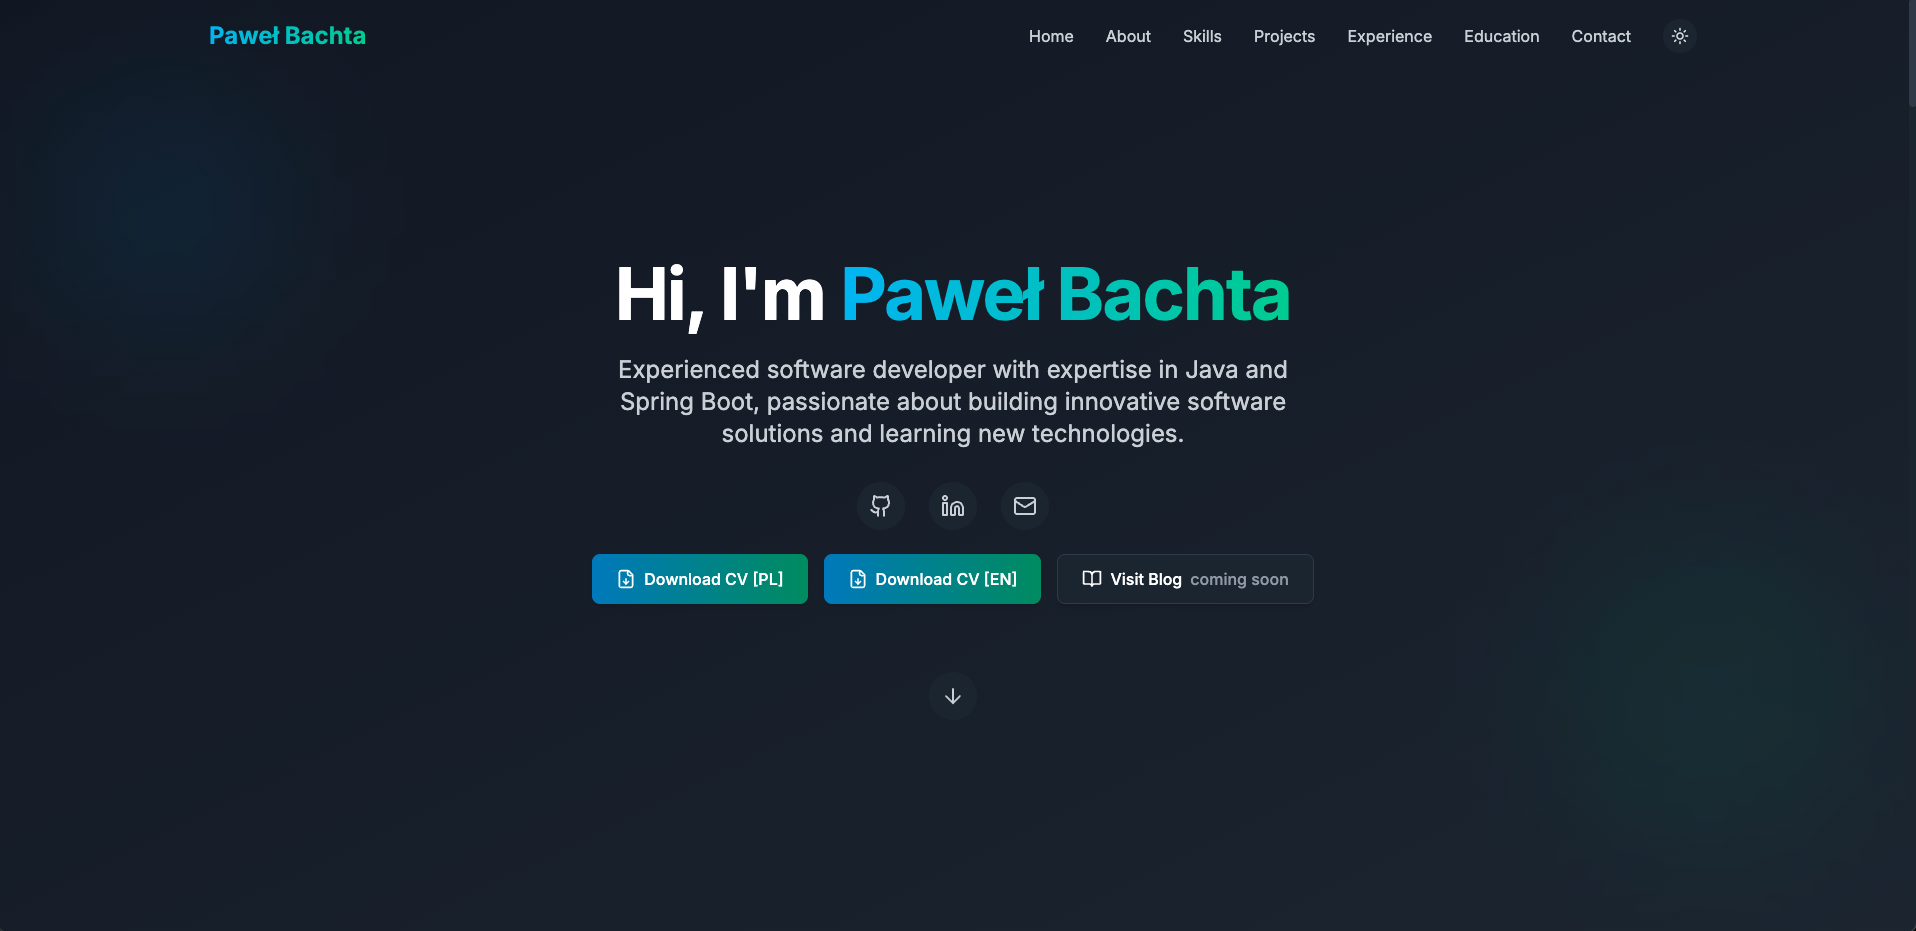 Paweł Bachta
Home About Skills Projects Experience Education Contact
Hi, I'm Paweł Bachta
Experienced software developer with expertise in Java and
Spring Boot, passionate about building innovative software
solutions and learning new technologies.
Download CV [PL]
Download CV [EN]
Visit Blog coming soon